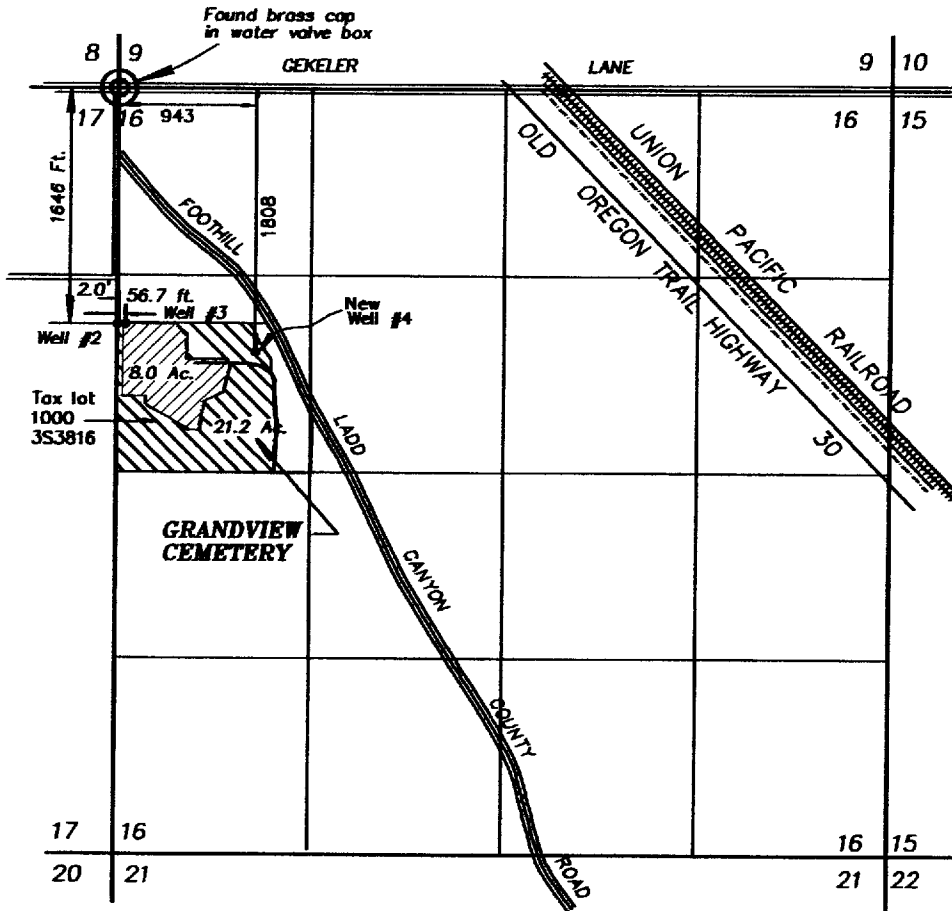 Found brass cap
in water valve box
8 9
GEKELER LANE
9 10
17 16
943
16 15
1646 Ft.
FOOTHILL
1808
UNION
PACIFIC
RAILROAD
OLD
OREGON TRAIL HIGHWAY
30
2.0'
56.7 ft.
Well #3
New
Well #4
Well #2
8.0 Ac.
Tax lot
1000
3S3816
21.2 Ac.
LADD
GRANDVIEW
CEMETERY
CANYON
COUNTY
ROAD
17 16
16 15
20 21
21 22